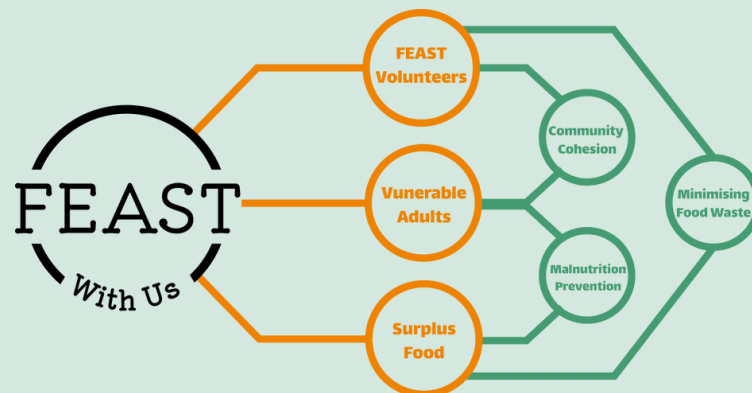 FEAST
With Us
FEAST
Volunteers
Vunerable
Adults
Surplus
Food
Community
Cohesion
Malnutrition
Prevention
Minimising
Food Waste